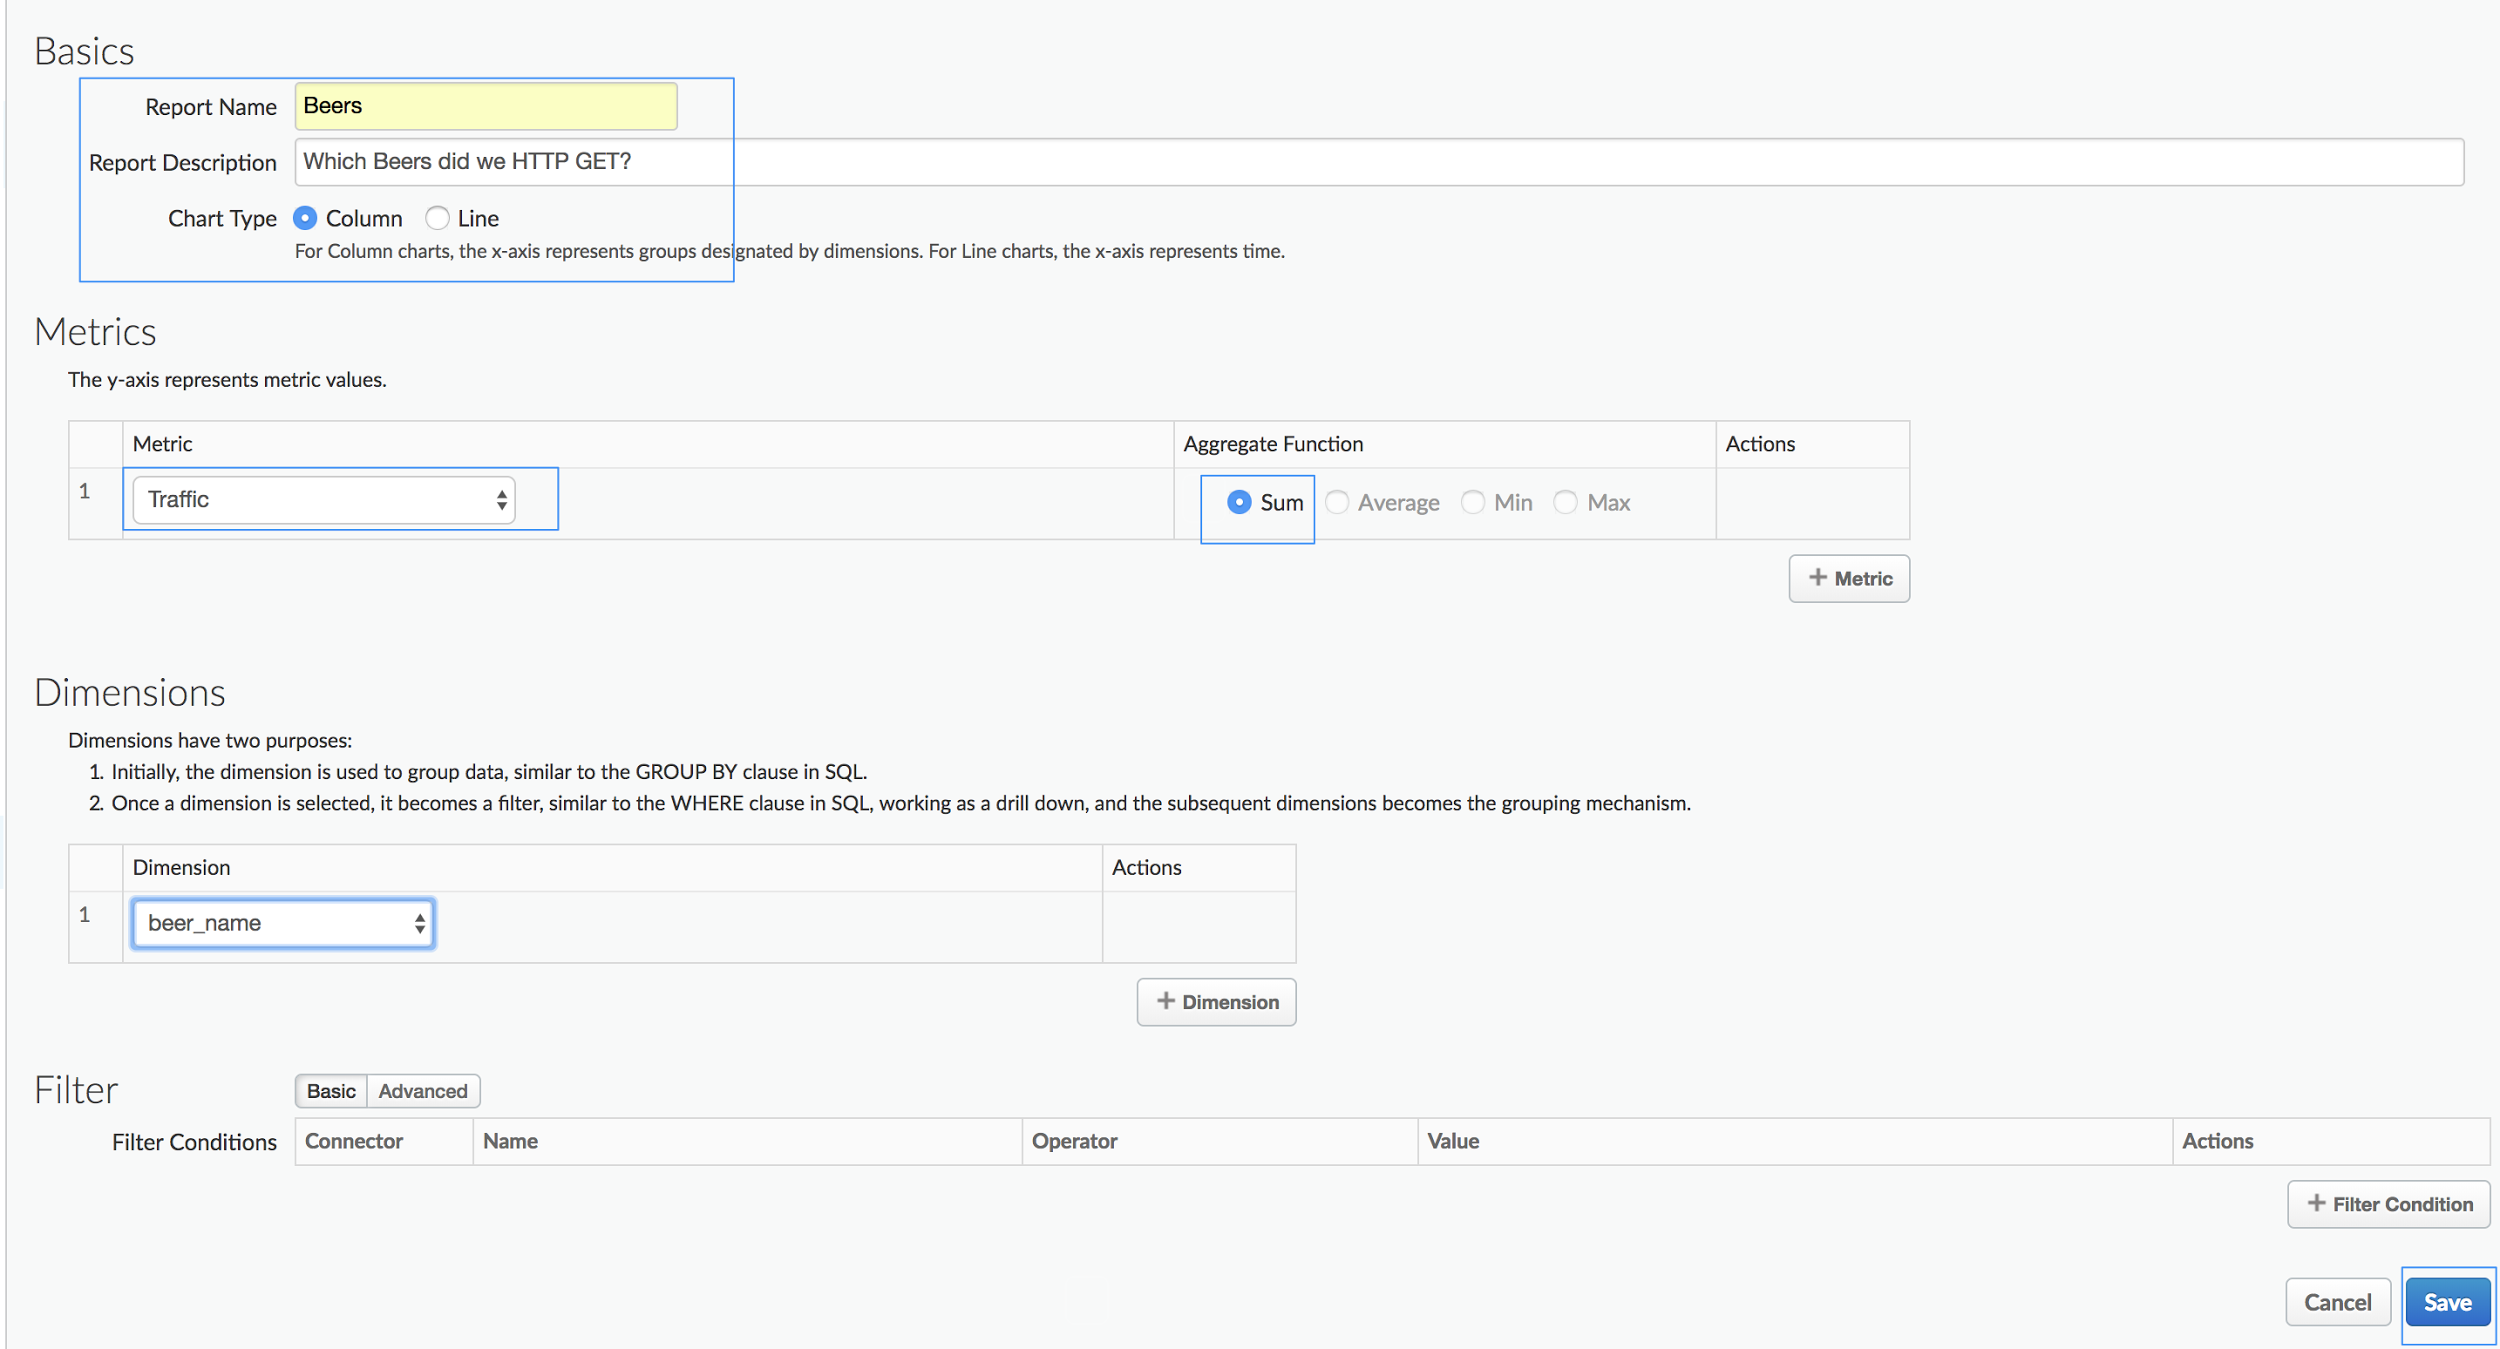 Basics
Report Name Beers
Report Description Which Beers did we HTTP GET?
Chart Type Column Line
For Column charts, the x-axis represents groups designated by dimensions. For Line charts, the x-axis represents time.
Metrics
The y-axis represents metric values.
Metric Aggregate Function Actions
1 Traffic Sum Average Min Max
+ Metric
Dimensions
Dimensions have two purposes:
1. Initially, the dimension is used to group data, similar to the GROUP BY clause in SQL.
2. Once a dimension is selected, it becomes a filter, similar to the WHERE clause in SQL, working as a drill down, and the subsequent dimensions becomes the grouping mechanism.
Dimension Actions
1 beer_name
+ Dimension
Filter Basic Advanced
Filter Conditions Connector Name Operator Value Actions
+ Filter Condition
Cancel Save